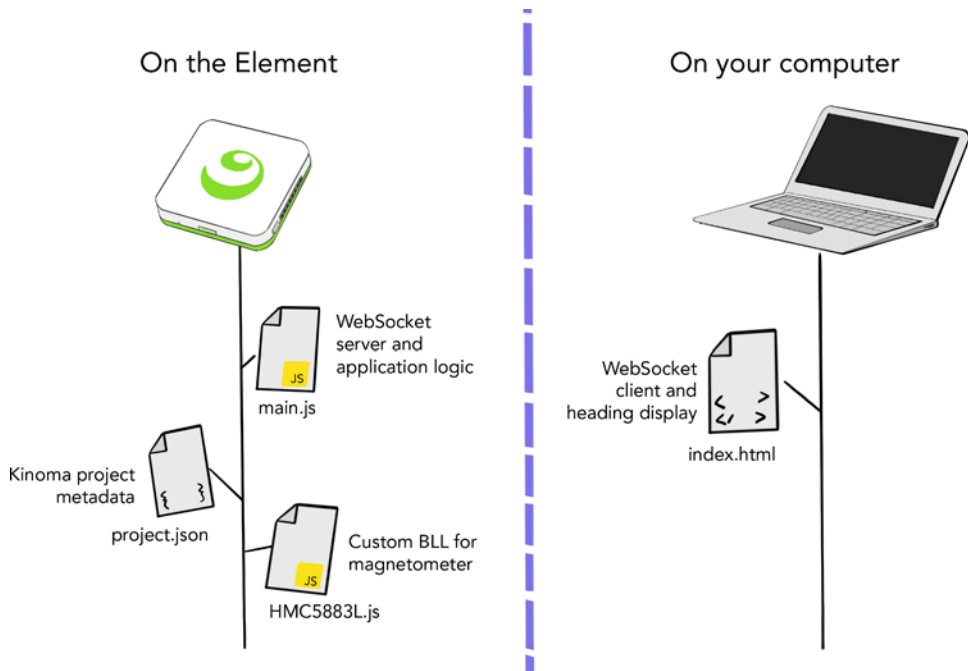 On the Element
On your computer
WebSocket
server and
application logic
JS
main.js
Kinoma project
metadata
{ }
project.json
Custom BLL for
magnetometer
JS
HMC5883L.js
WebSocket
client and
heading display
< >
</ >
index.html